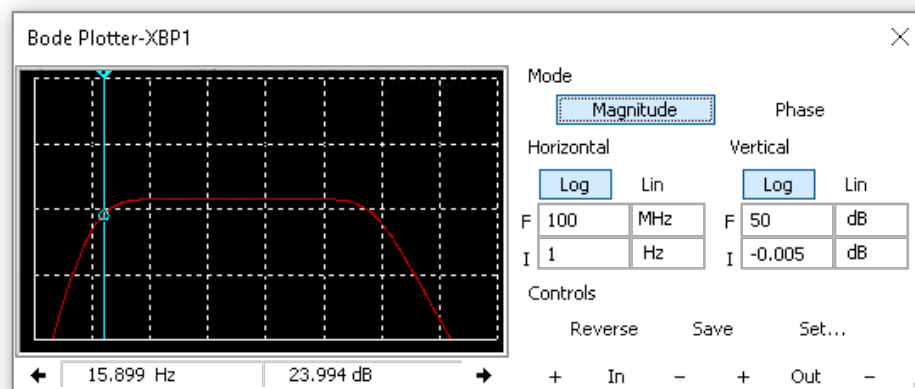 Bode Plotter-XBP1
Mode
Magnitude Phase
Horizontal Vertical
Log Lin Log Lin
F 100 MHz F 50 dB
I 1 Hz I -0.005 dB
Controls
Reverse Save Set...
15.899 Hz 23.994 dB + In - + Out -